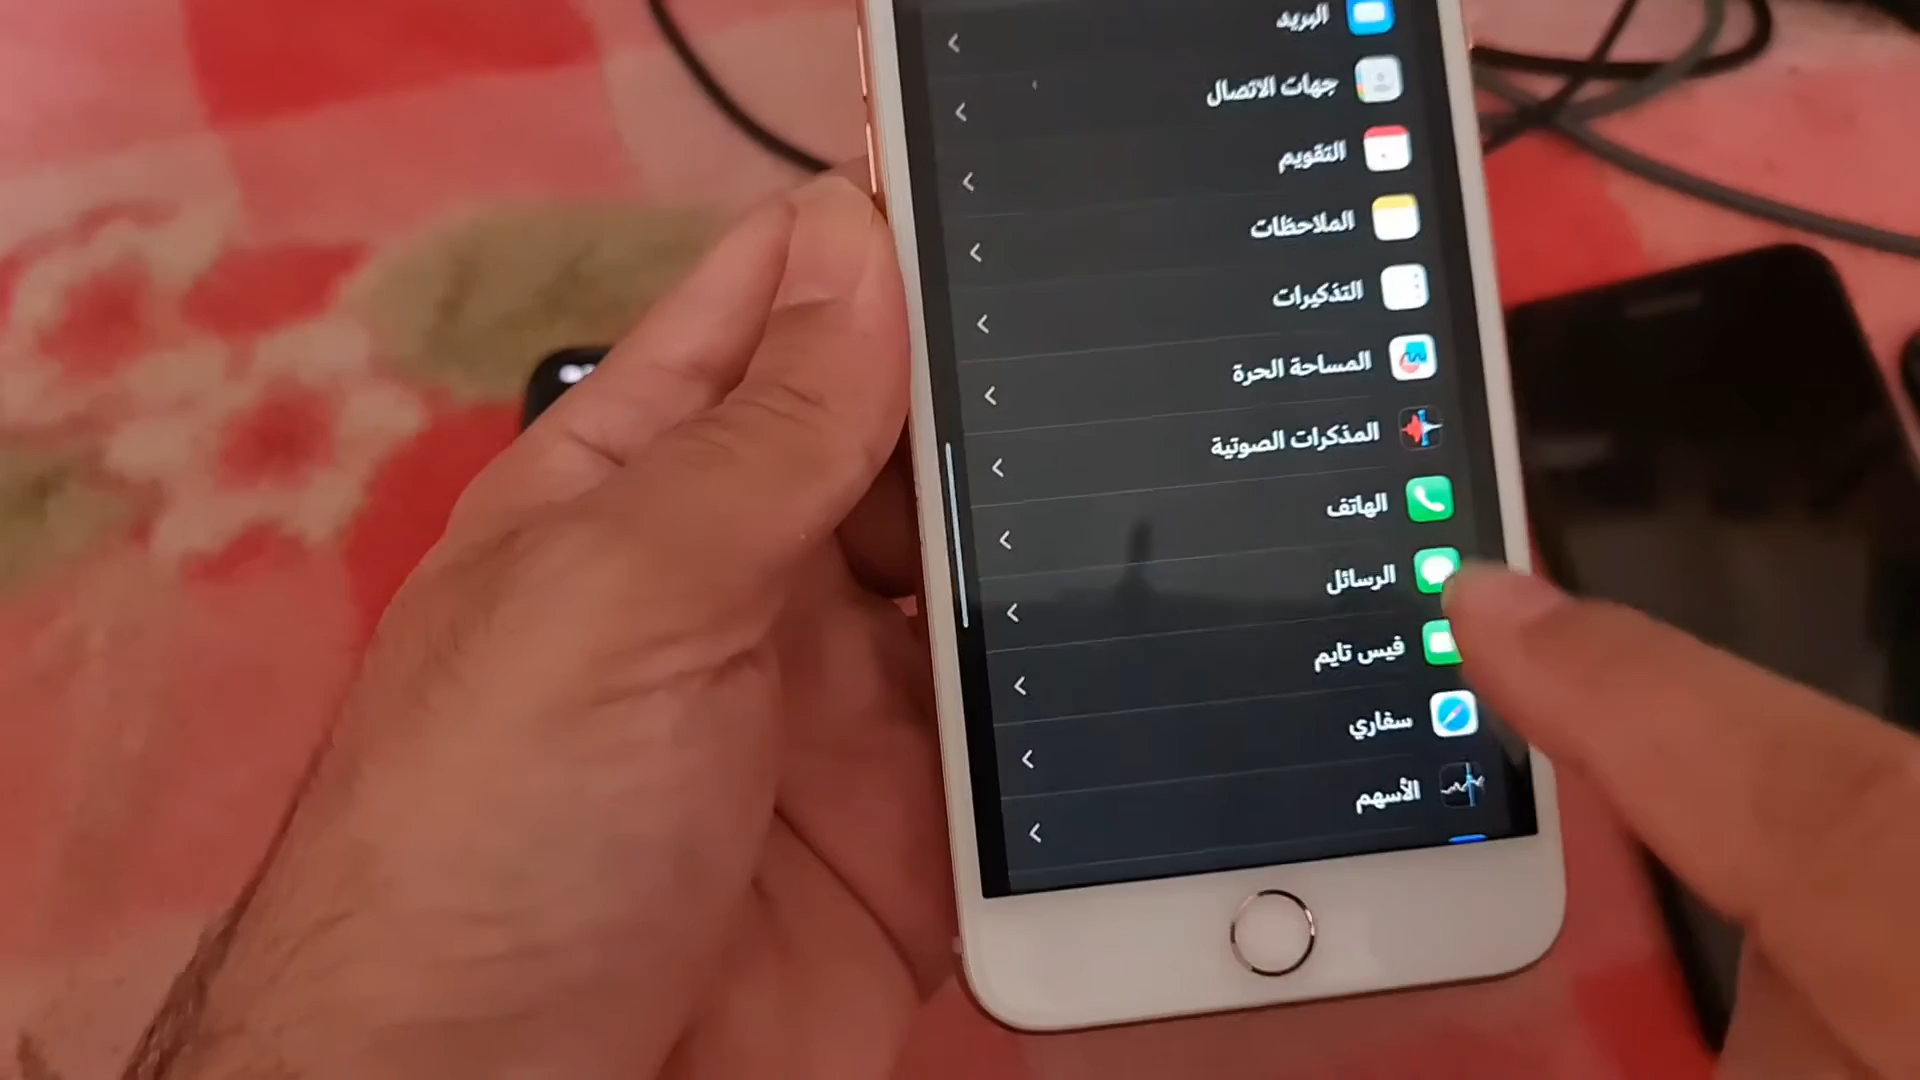 البريد
جهات الاتصال
التقويم
الملاحظات
التذكيرات
المساحة الحرة
المذكرات الصوتية
الهاتف
الرسائل
فيس تايم
سفاري
الأسهم